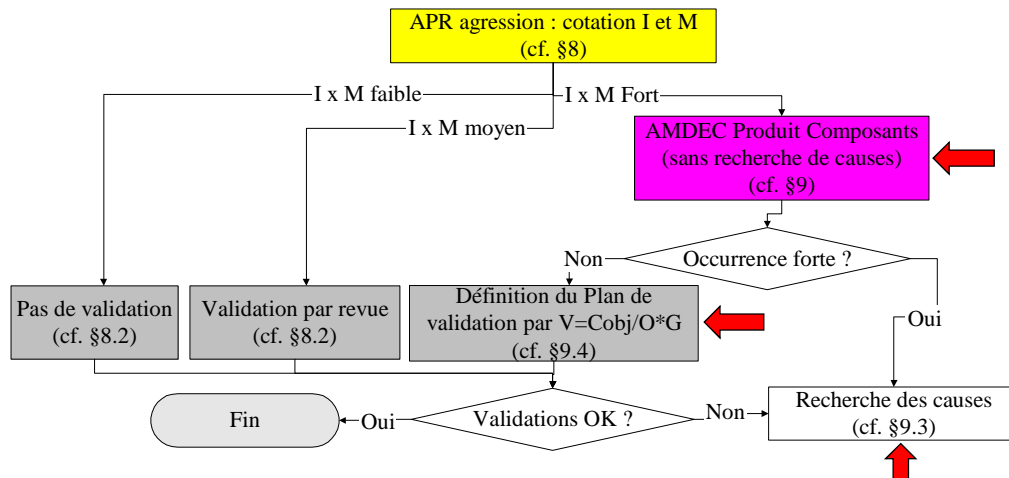 APR agression : cotation I et M
(cf. §8)
I x M faible
I x M Fort
I x M moyen
AMDEC Produit Composants
(sans recherche de causes)
(cf. §9)
Non
Occurrence forte ?
Pas de validation
(cf. §8.2)
Validation par revue
(cf. §8.2)
Définition du Plan de
validation par V=Cobj/O*G
(cf. §9.4)
Oui
Fin
Oui
Validations OK ?
Non
Recherche des causes
(cf. §9.3)